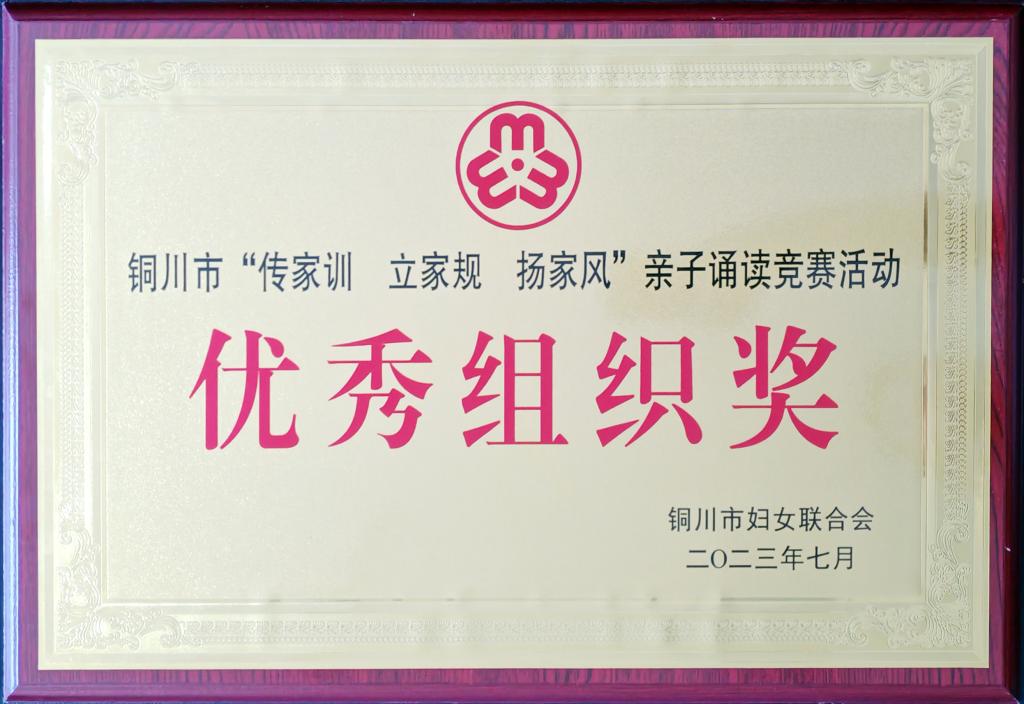 铜川市“传家训 立家规 扬家风”亲子诵读竞赛活动
优秀组织奖
铜川市妇女联合会
二〇二三年七月